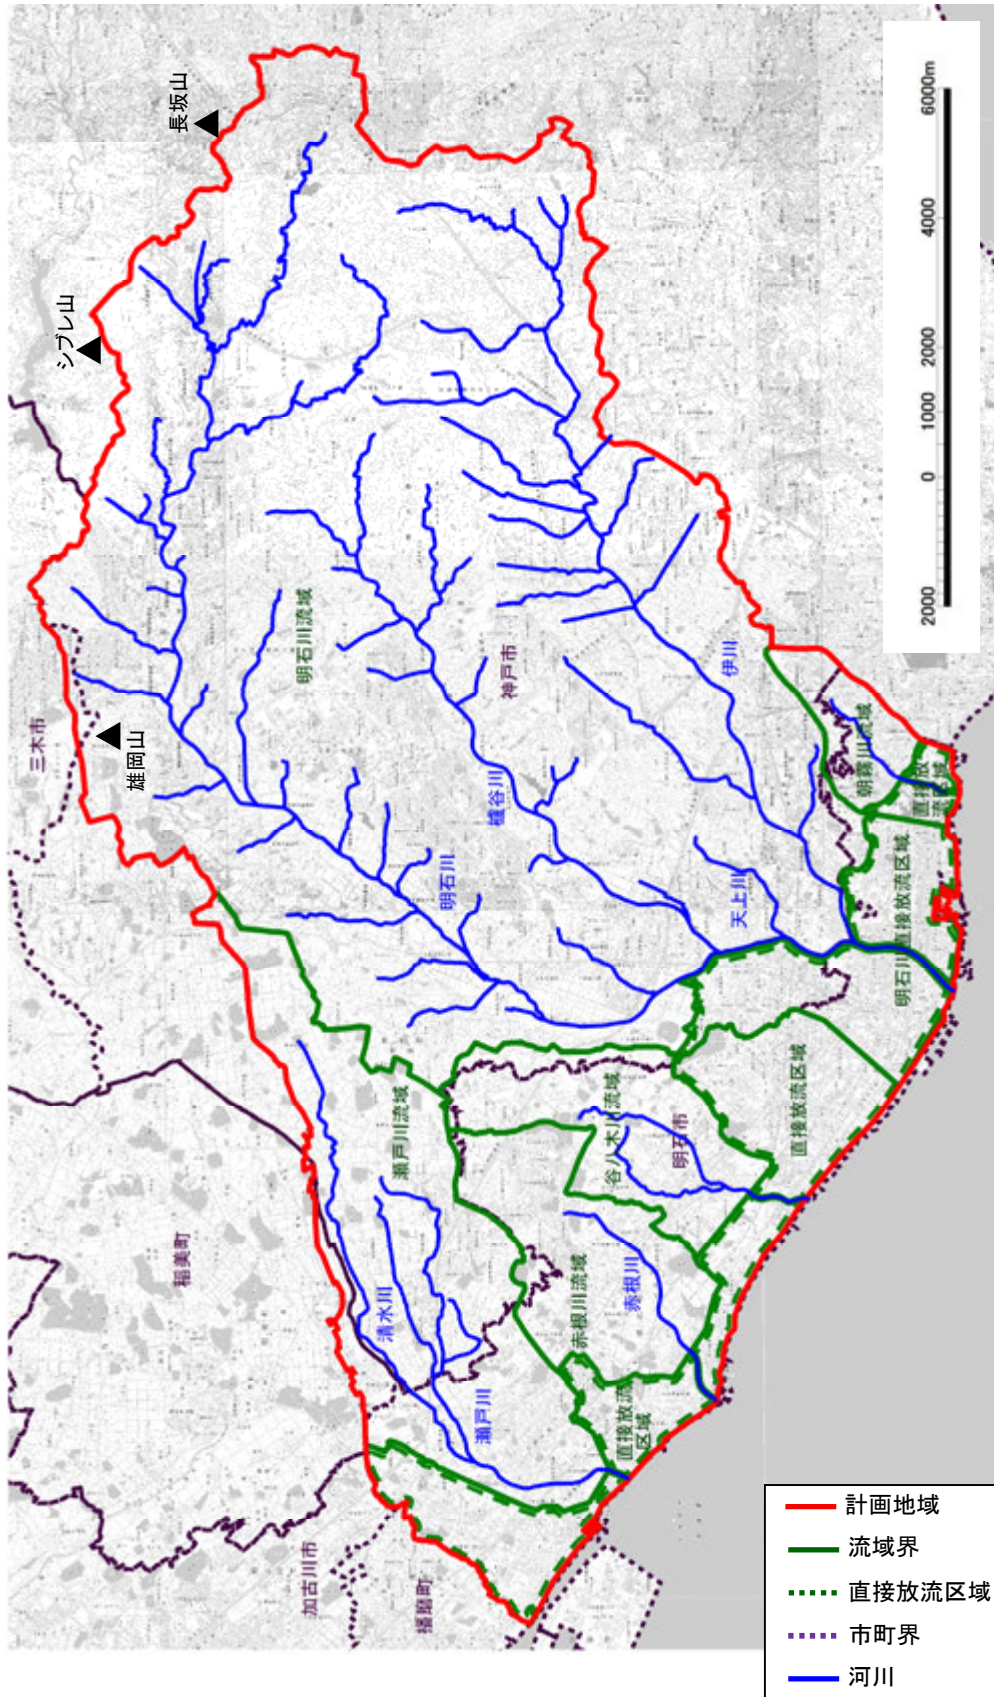 長坂山
シブレ山
雄岡山
三木市
稲美町
加古川市
播磨町
神戸市
明石市
明石川流域
瀬戸川流域
谷八木川流域
赤根川流域
朝霧川流域
直接放
流区域
明石川直接放流区域
直接放流区域
直接放流
区域
明石川
櫨谷川
伊川
天上川
清水川
瀬戸川
赤根川
2000 0 1000 2000 4000 6000m
計画地域
流域界
直接放流区域
市町界
河川